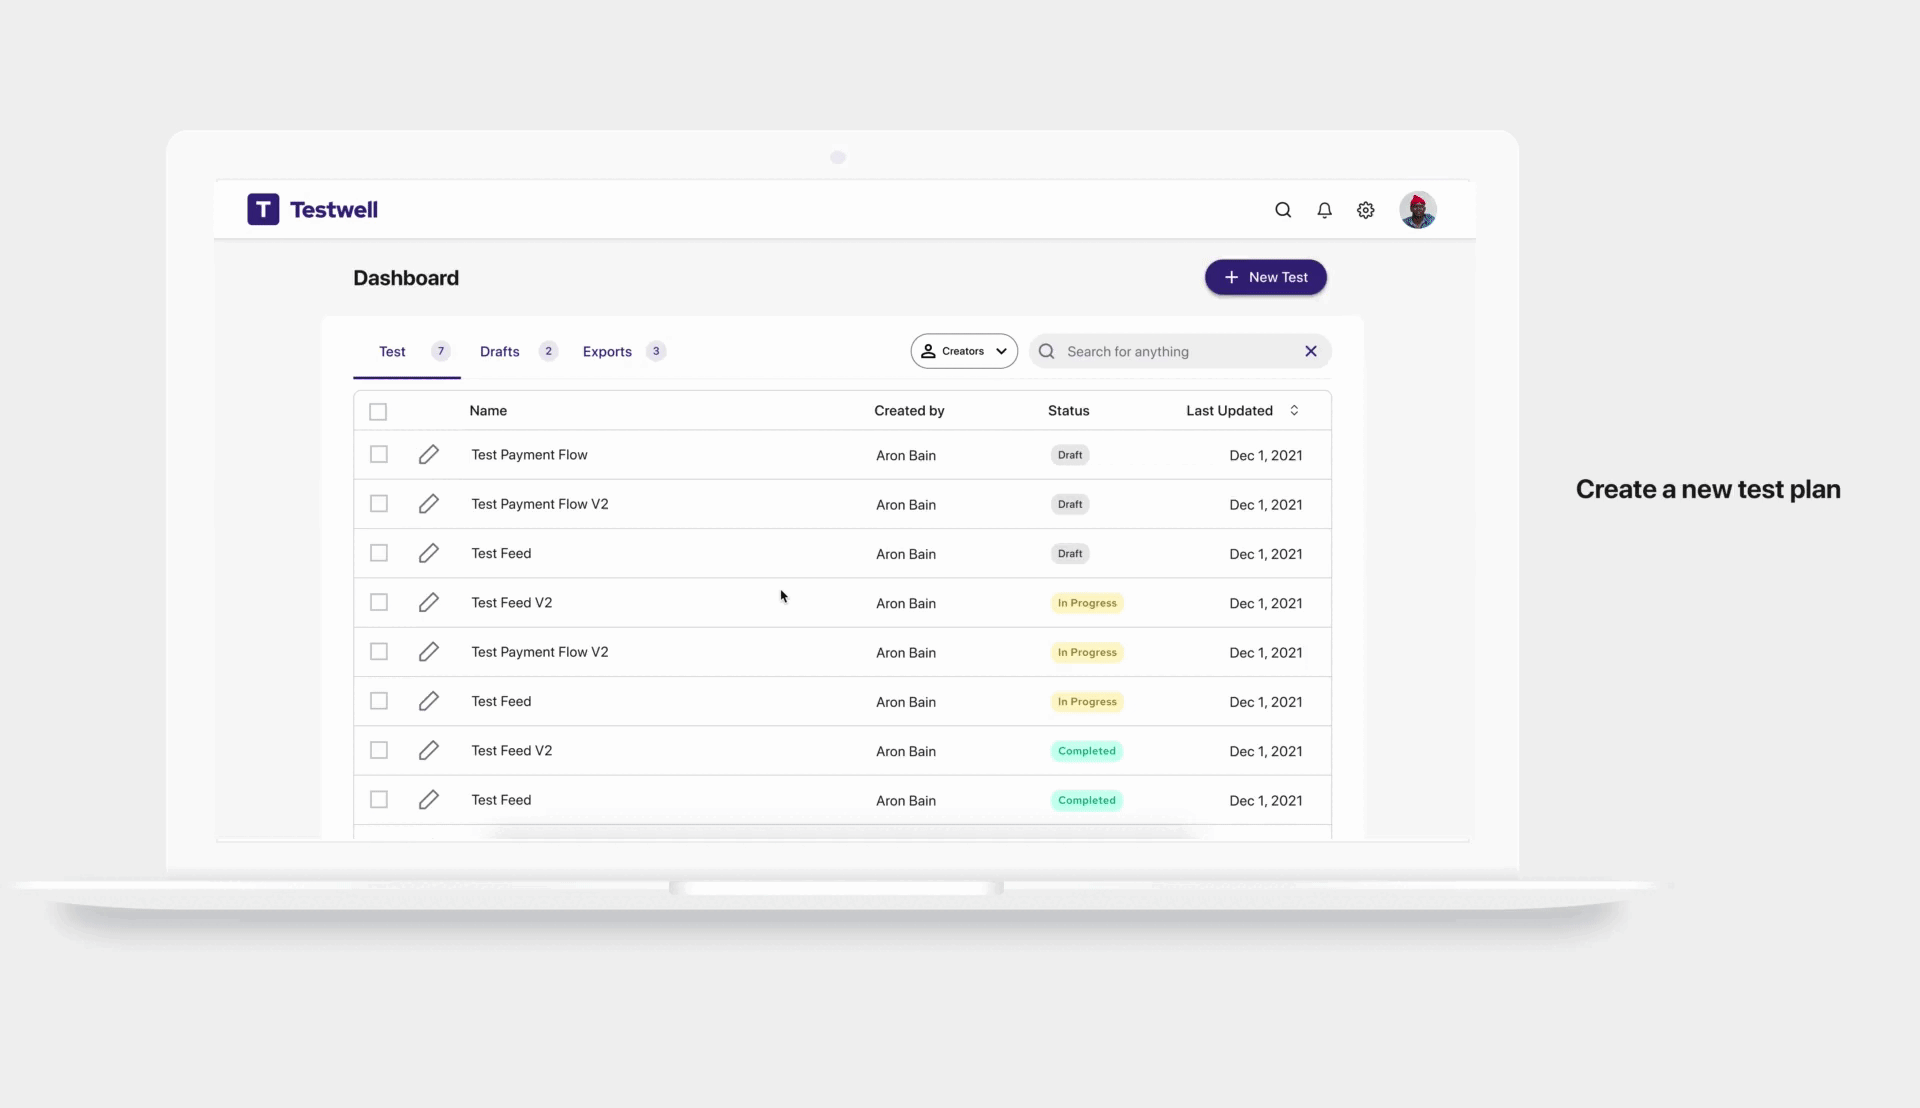 T Testwell
Dashboard
New Test
Test 7 Drafts 2 Exports 3 Creators Search for anything
Name Created by Status Last Updated
Test Payment Flow Aron Bain Draft Dec 1, 2021
Test Payment Flow V2 Aron Bain Draft Dec 1, 2021
Test Feed Aron Bain Draft Dec 1, 2021
Test Feed V2 Aron Bain In Progress Dec 1, 2021
Test Payment Flow V2 Aron Bain In Progress Dec 1, 2021
Test Feed Aron Bain In Progress Dec 1, 2021
Test Feed V2 Aron Bain Completed Dec 1, 2021
Test Feed Aron Bain Completed Dec 1, 2021
Create a new test plan